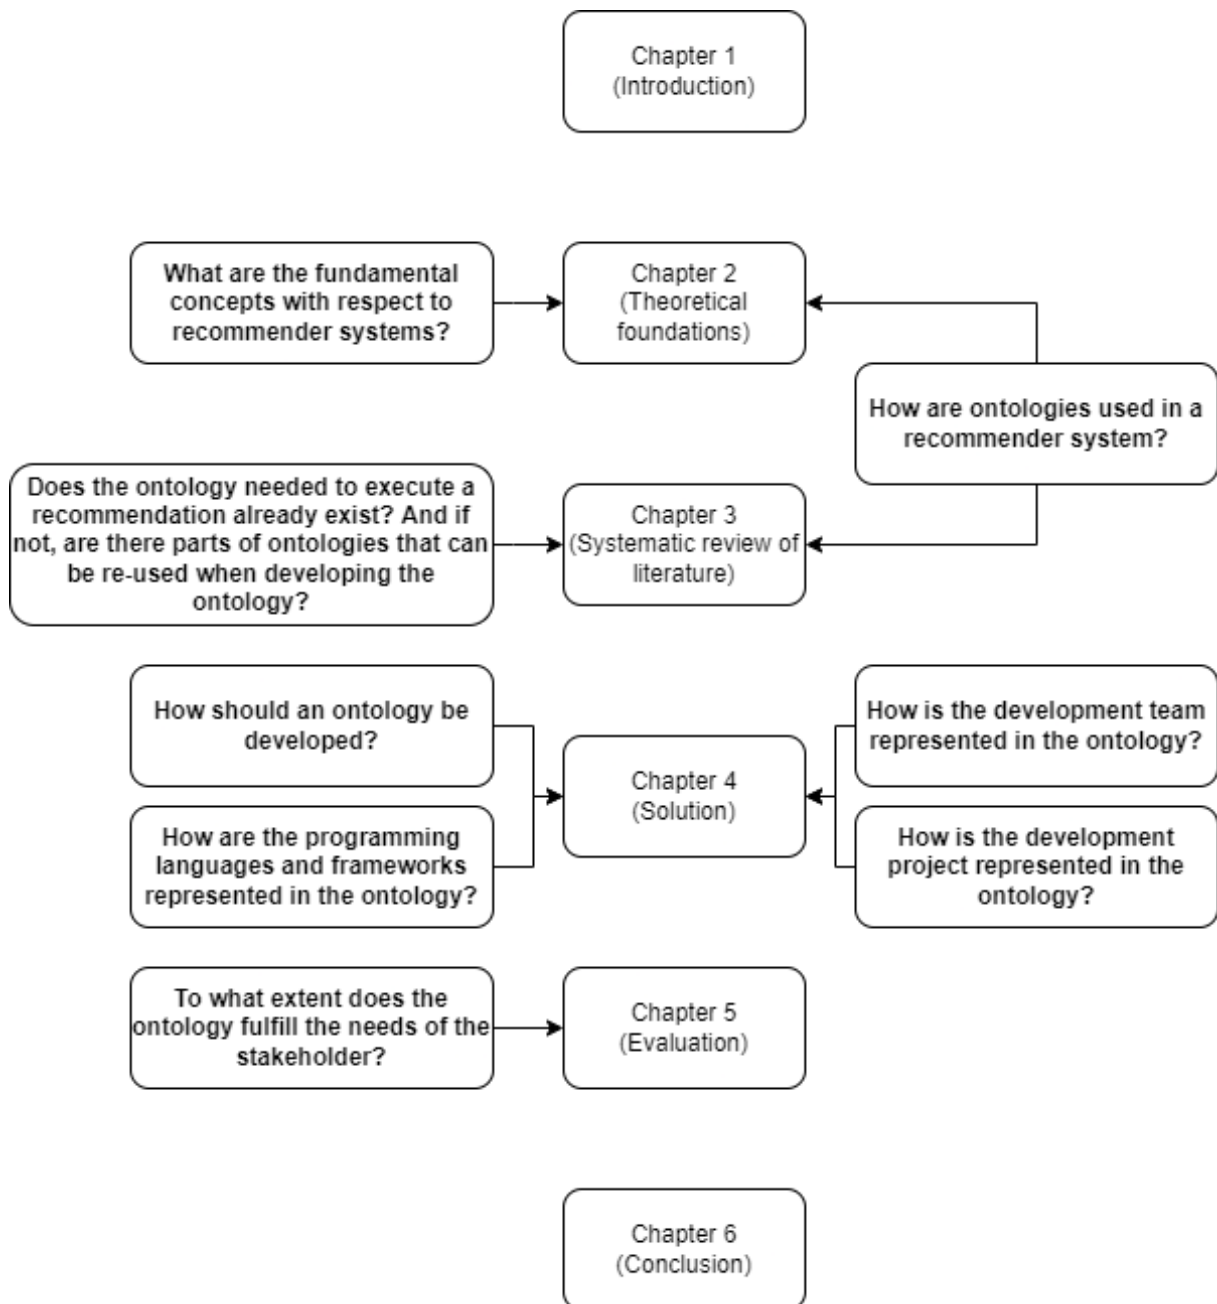 Chapter 1
(Introduction)
What are the fundamental
concepts with respect to
recommender systems?
Chapter 2
(Theoretical
foundations)
How are ontologies used in a
recommender system?
Does the ontology needed to execute a
recommendation already exist? And if
not, are there parts of ontologies that can
be re-used when developing the
ontology?
Chapter 3
(Systematic review of
literature)
How should an ontology be
developed?
How are the programming
languages and frameworks
represented in the ontology?
Chapter 4
(Solution)
How is the development team
represented in the ontology?
How is the development
project represented in the
ontology?
To what extent does the
ontology fulfill the needs of the
stakeholder?
Chapter 5
(Evaluation)
Chapter 6
(Conclusion)